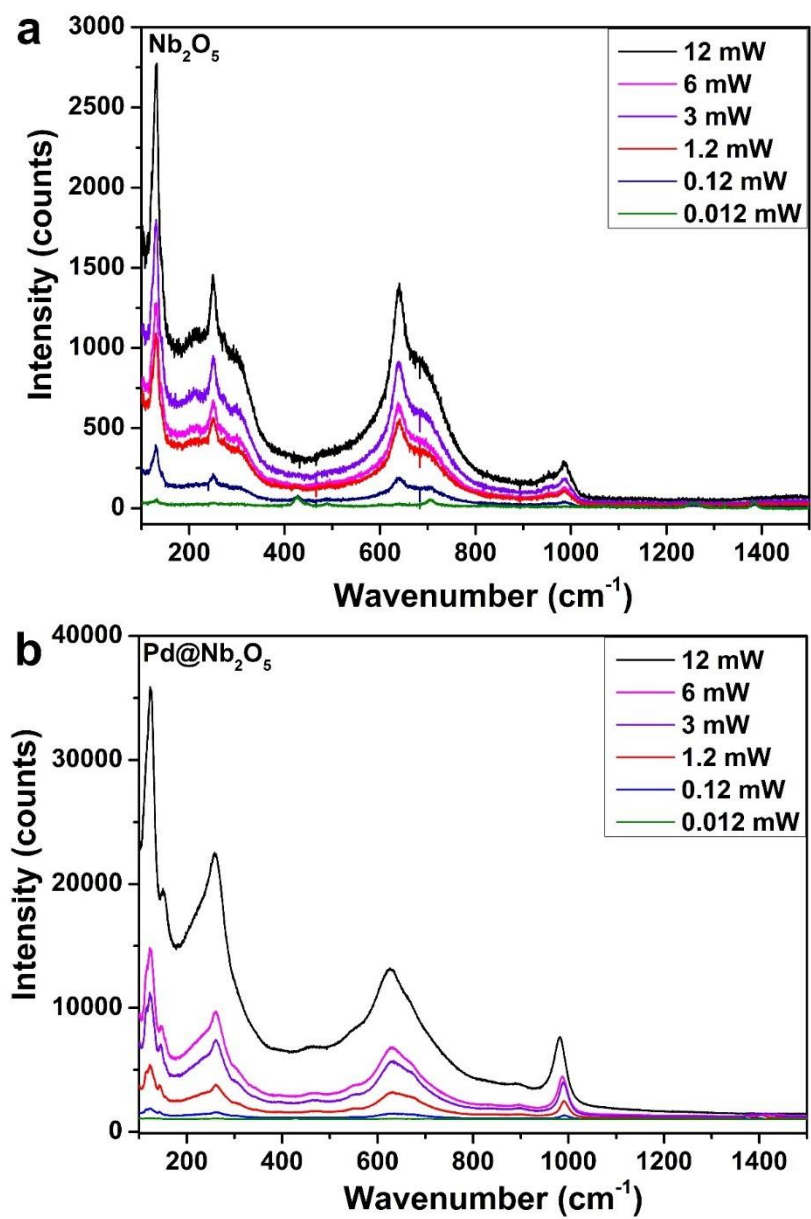 a
Nb₂O₅
12 mW
6 mW
3 mW
1.2 mW
0.12 mW
0.012 mW
3000
2500
2000
1500
1000
500
0
Intensity (counts)
200 400 600 800 1000 1200 1400
Wavenumber (cm⁻¹)
b
Pd@Nb₂O₅
12 mW
6 mW
3 mW
1.2 mW
0.12 mW
0.012 mW
40000
30000
20000
10000
0
Intensity (counts)
200 400 600 800 1000 1200 1400
Wavenumber (cm⁻¹)